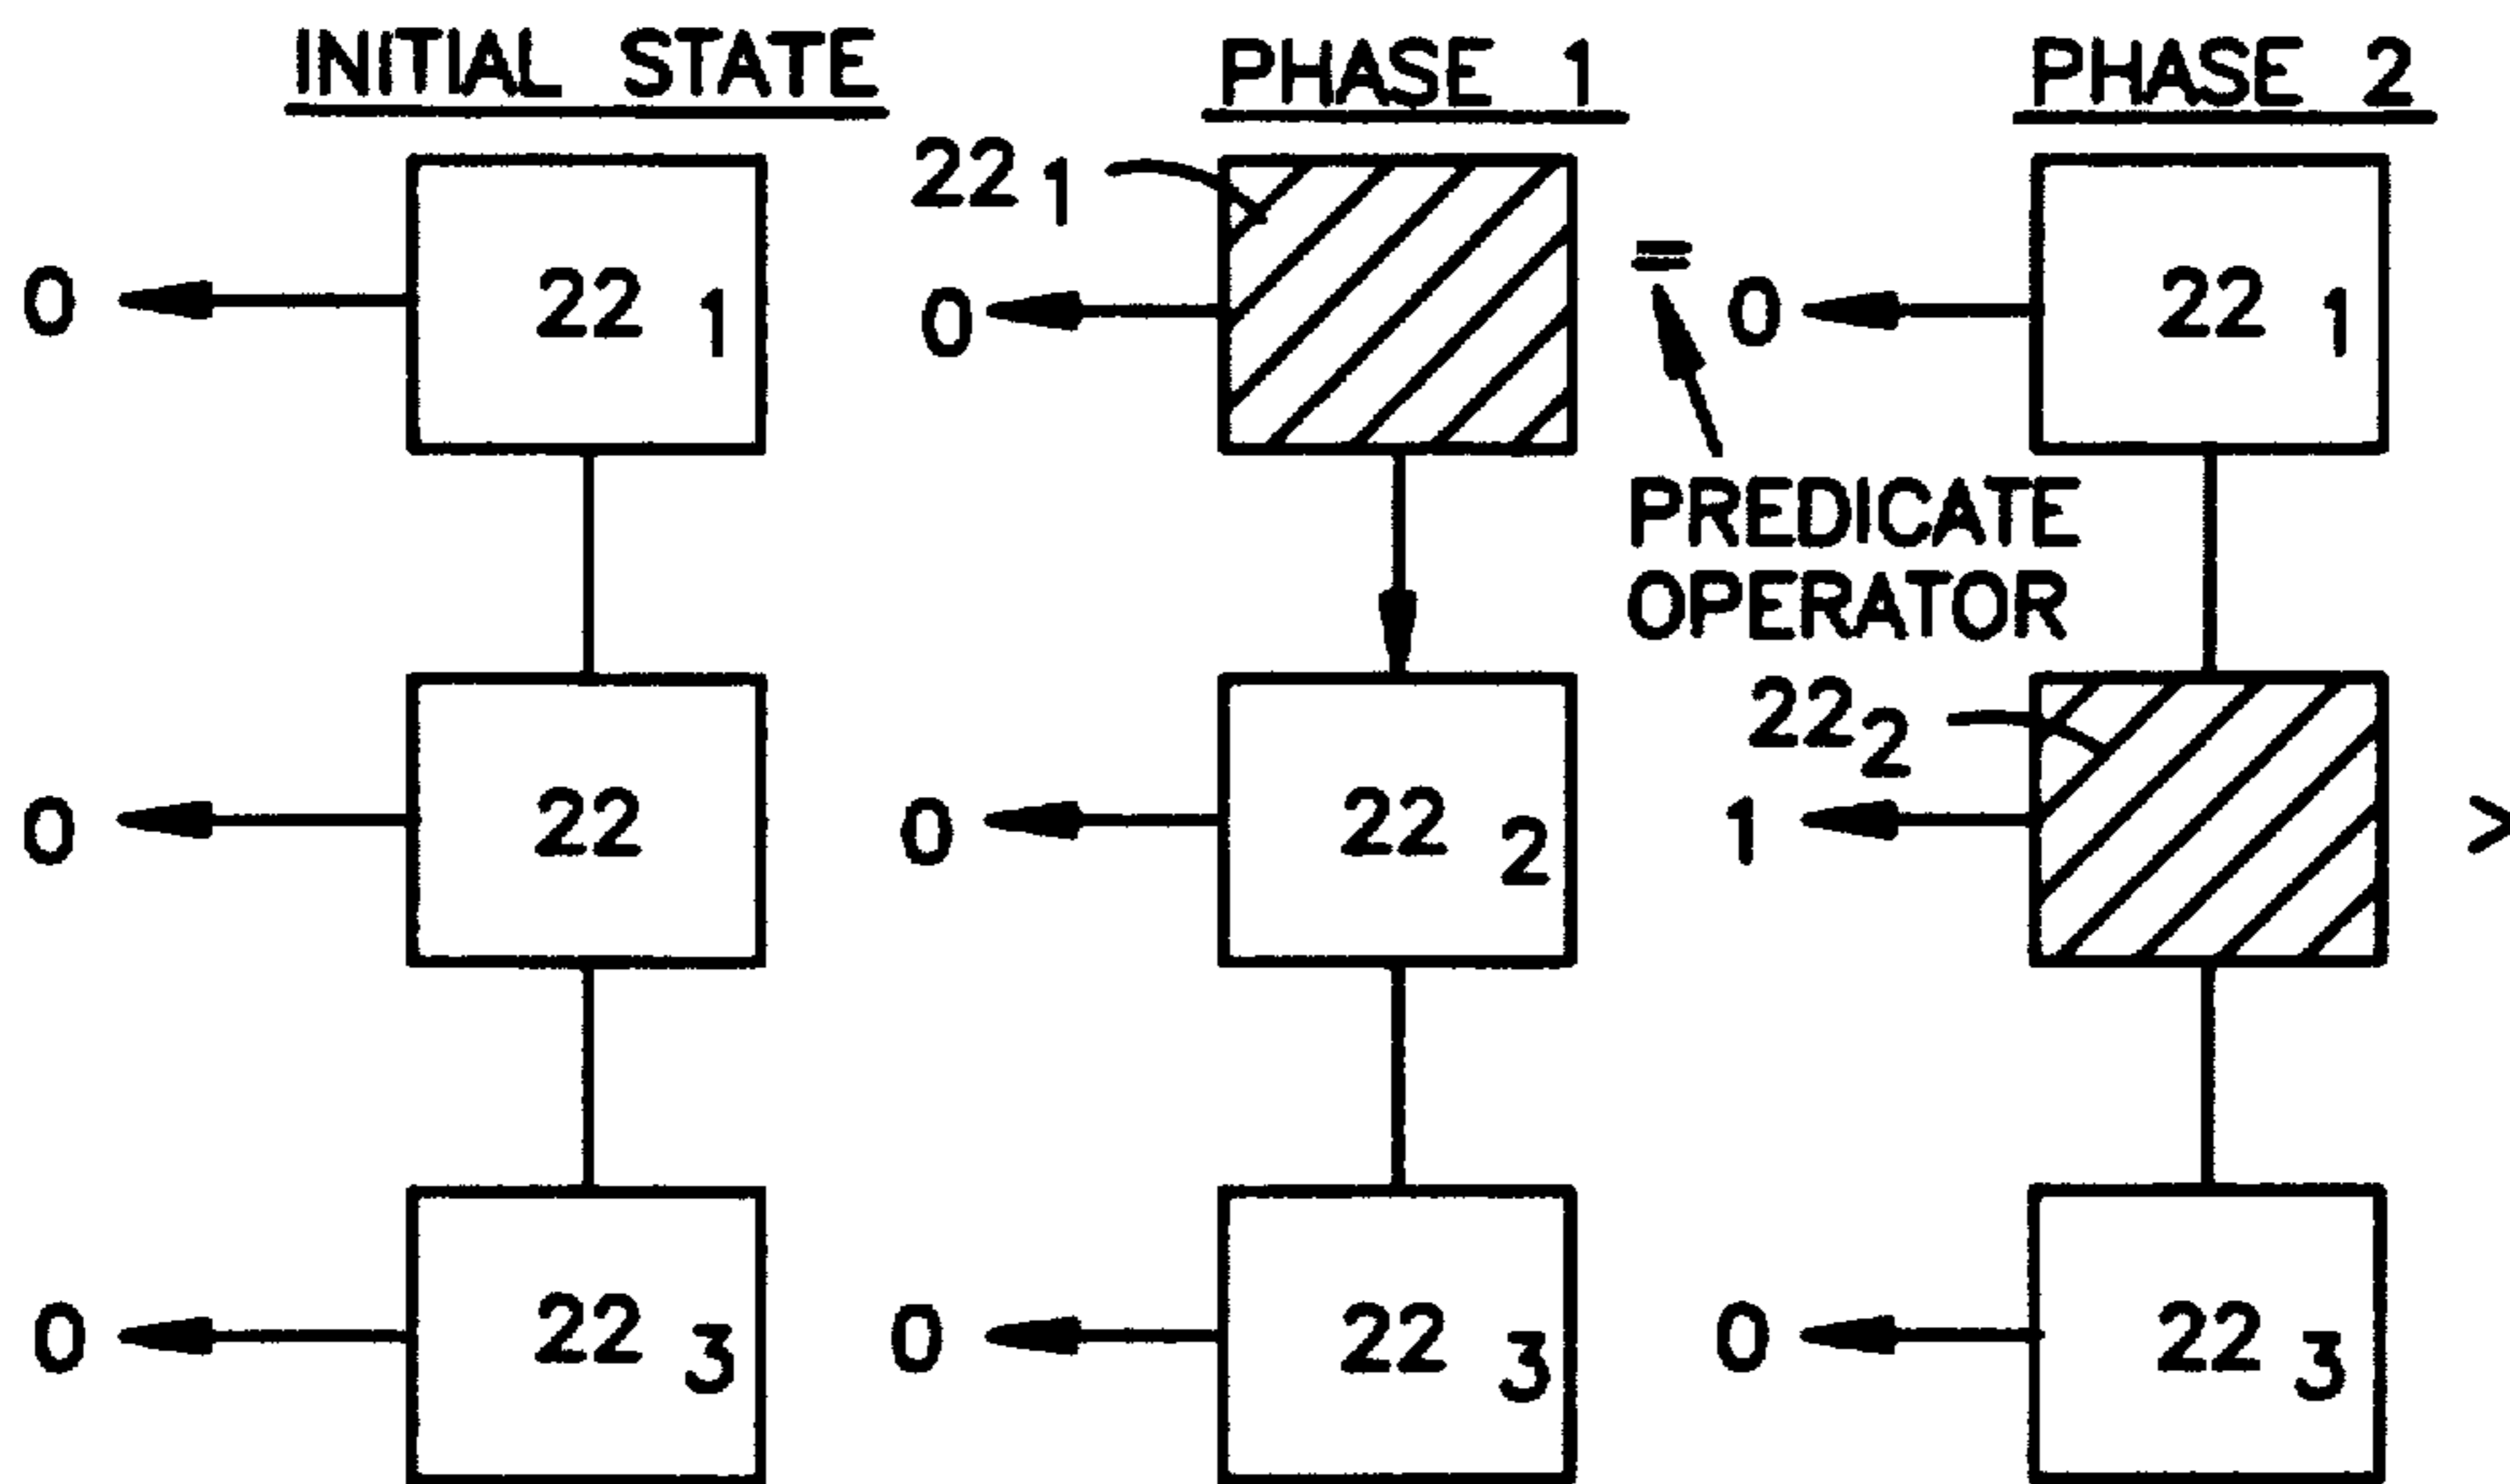 INITIAL STATE PHASE 1 PHASE 2
22 1
0 22 1 0 = 0 22 1
PREDICATE
OPERATOR
22 2
0 22 0 22 2 1 >
0 22 3 0 22 3 0 22 3